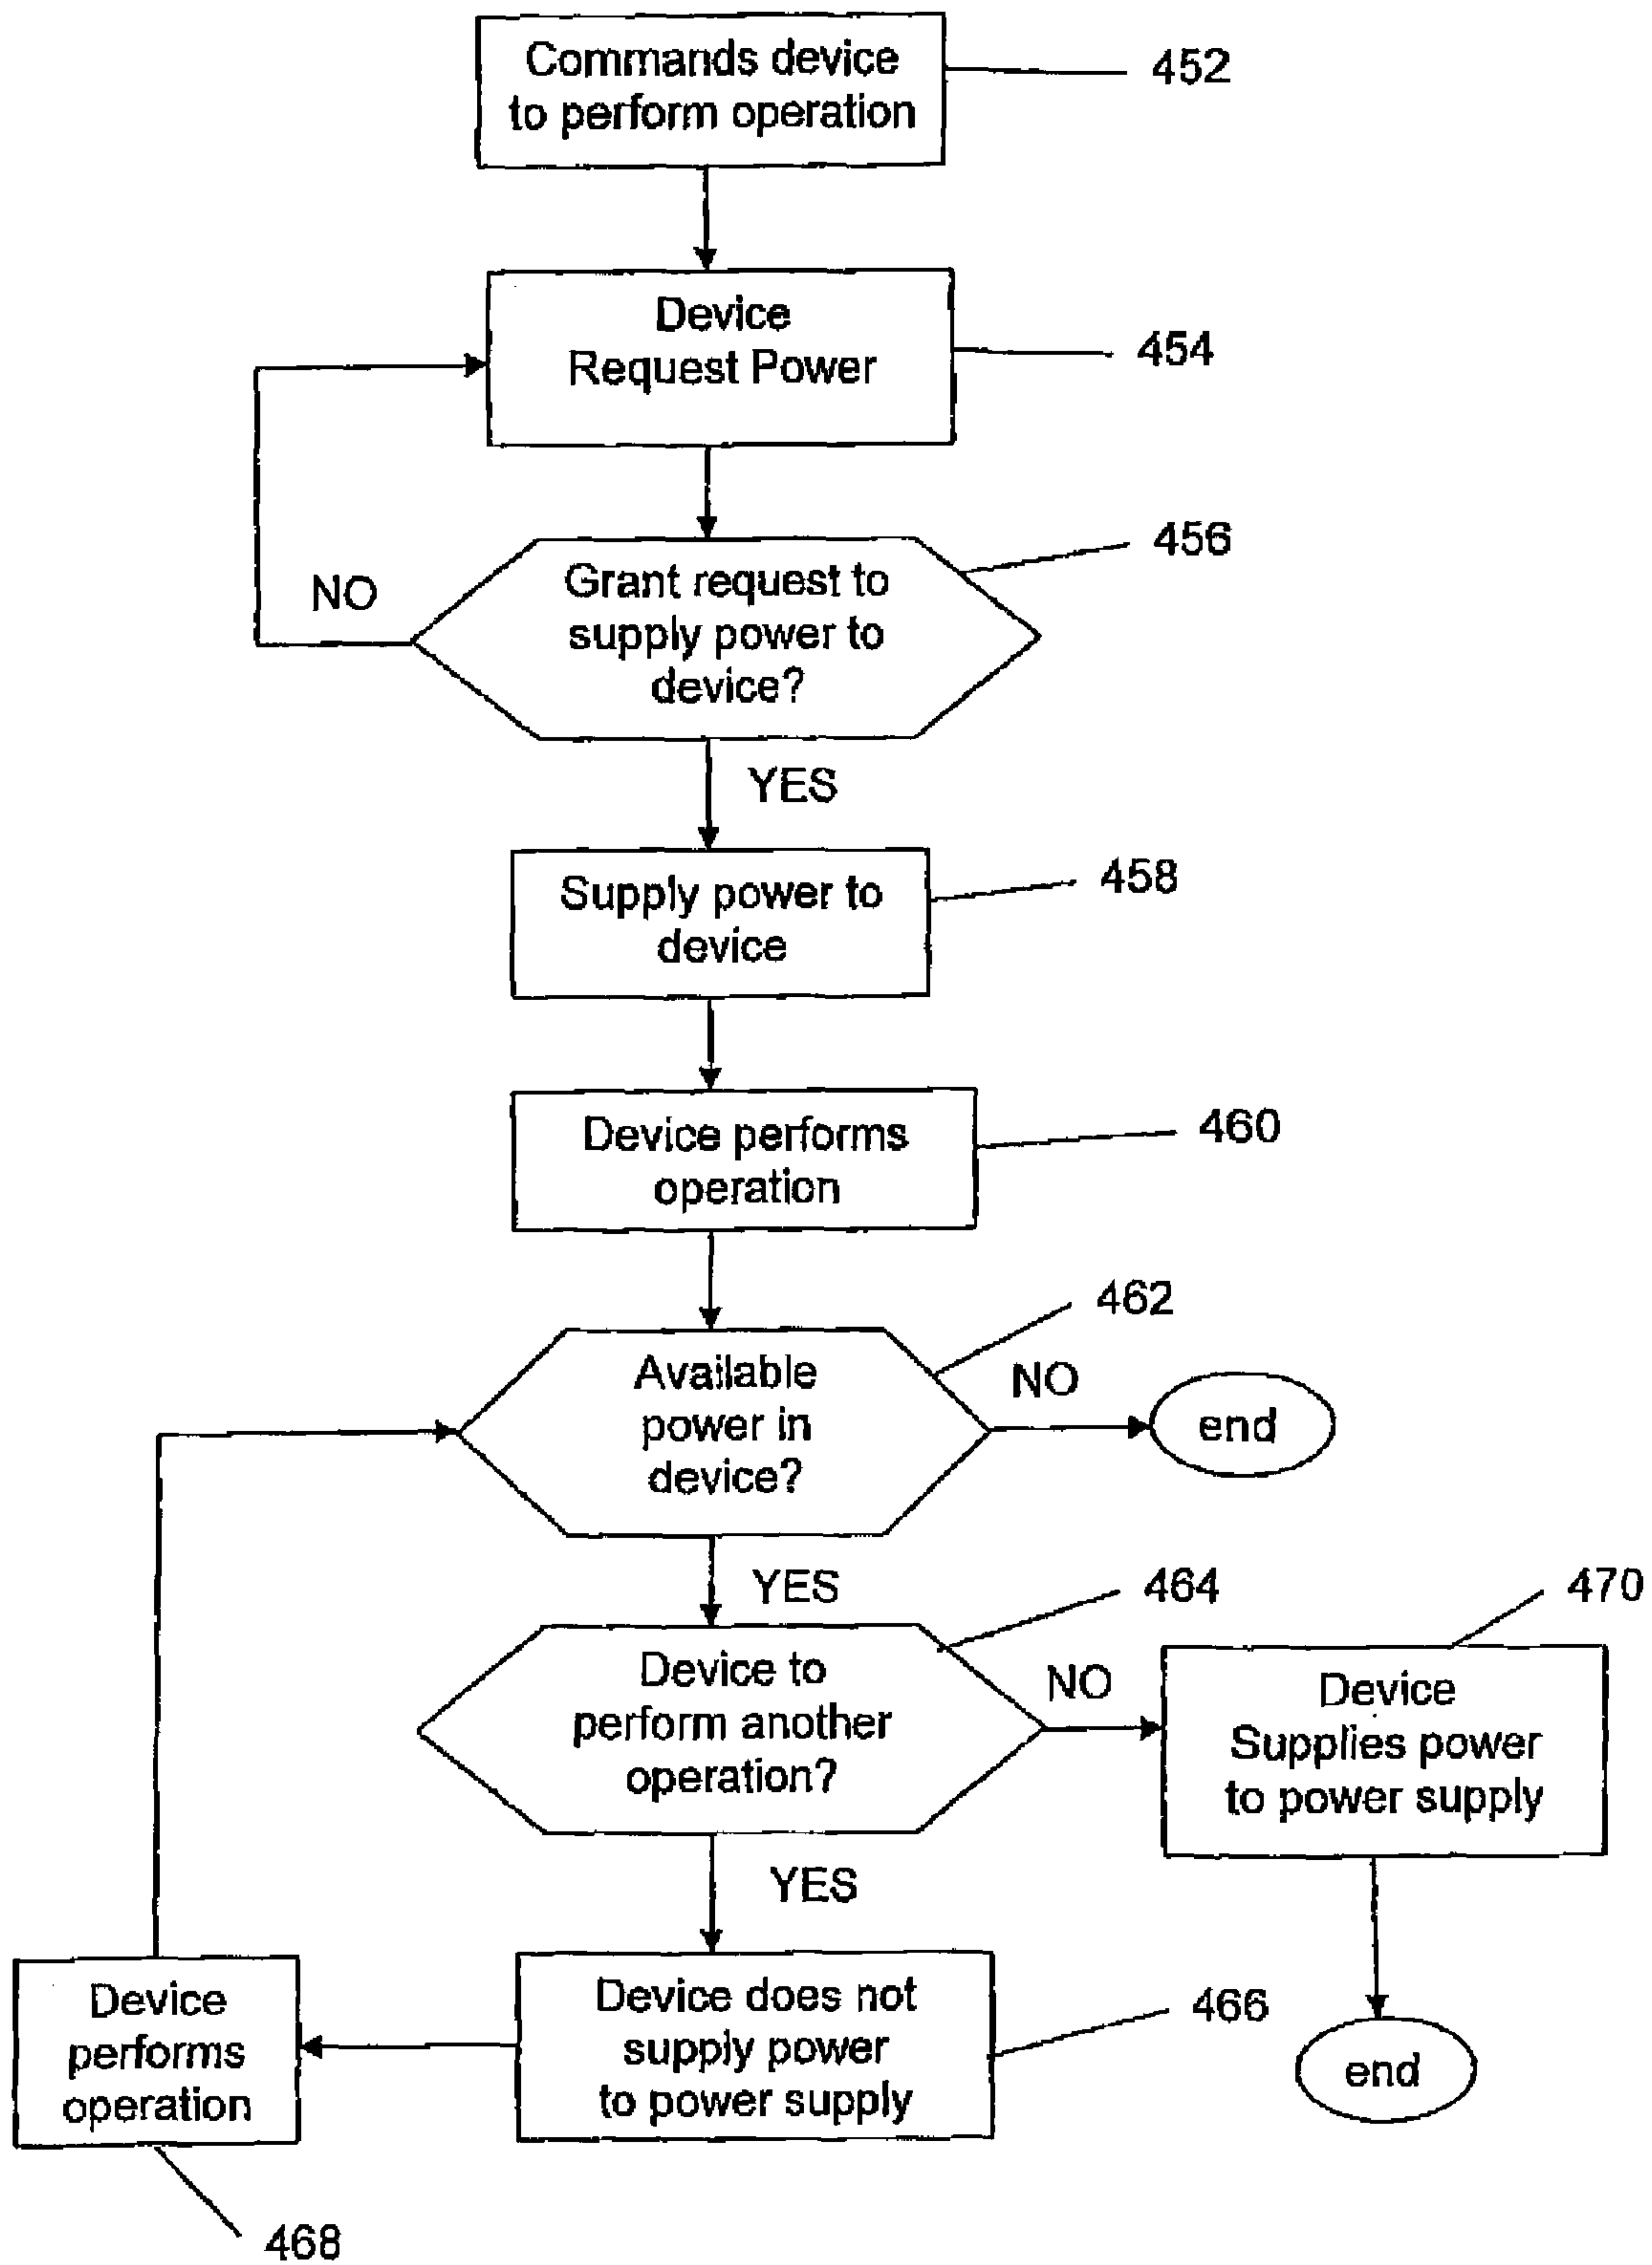 Commands device
to perform operation
452
Device
Request Power
454
456
Grant request to
supply power to
device?
NO
YES
Supply power to
device
458
Device performs
operation
460
462
Available
power in
device?
NO
end
YES
464
470
Device to
perform another
operation?
NO
Device
Supplies power
to power supply
YES
Device does not
supply power
to power supply
466
Device
performs
operation
end
468